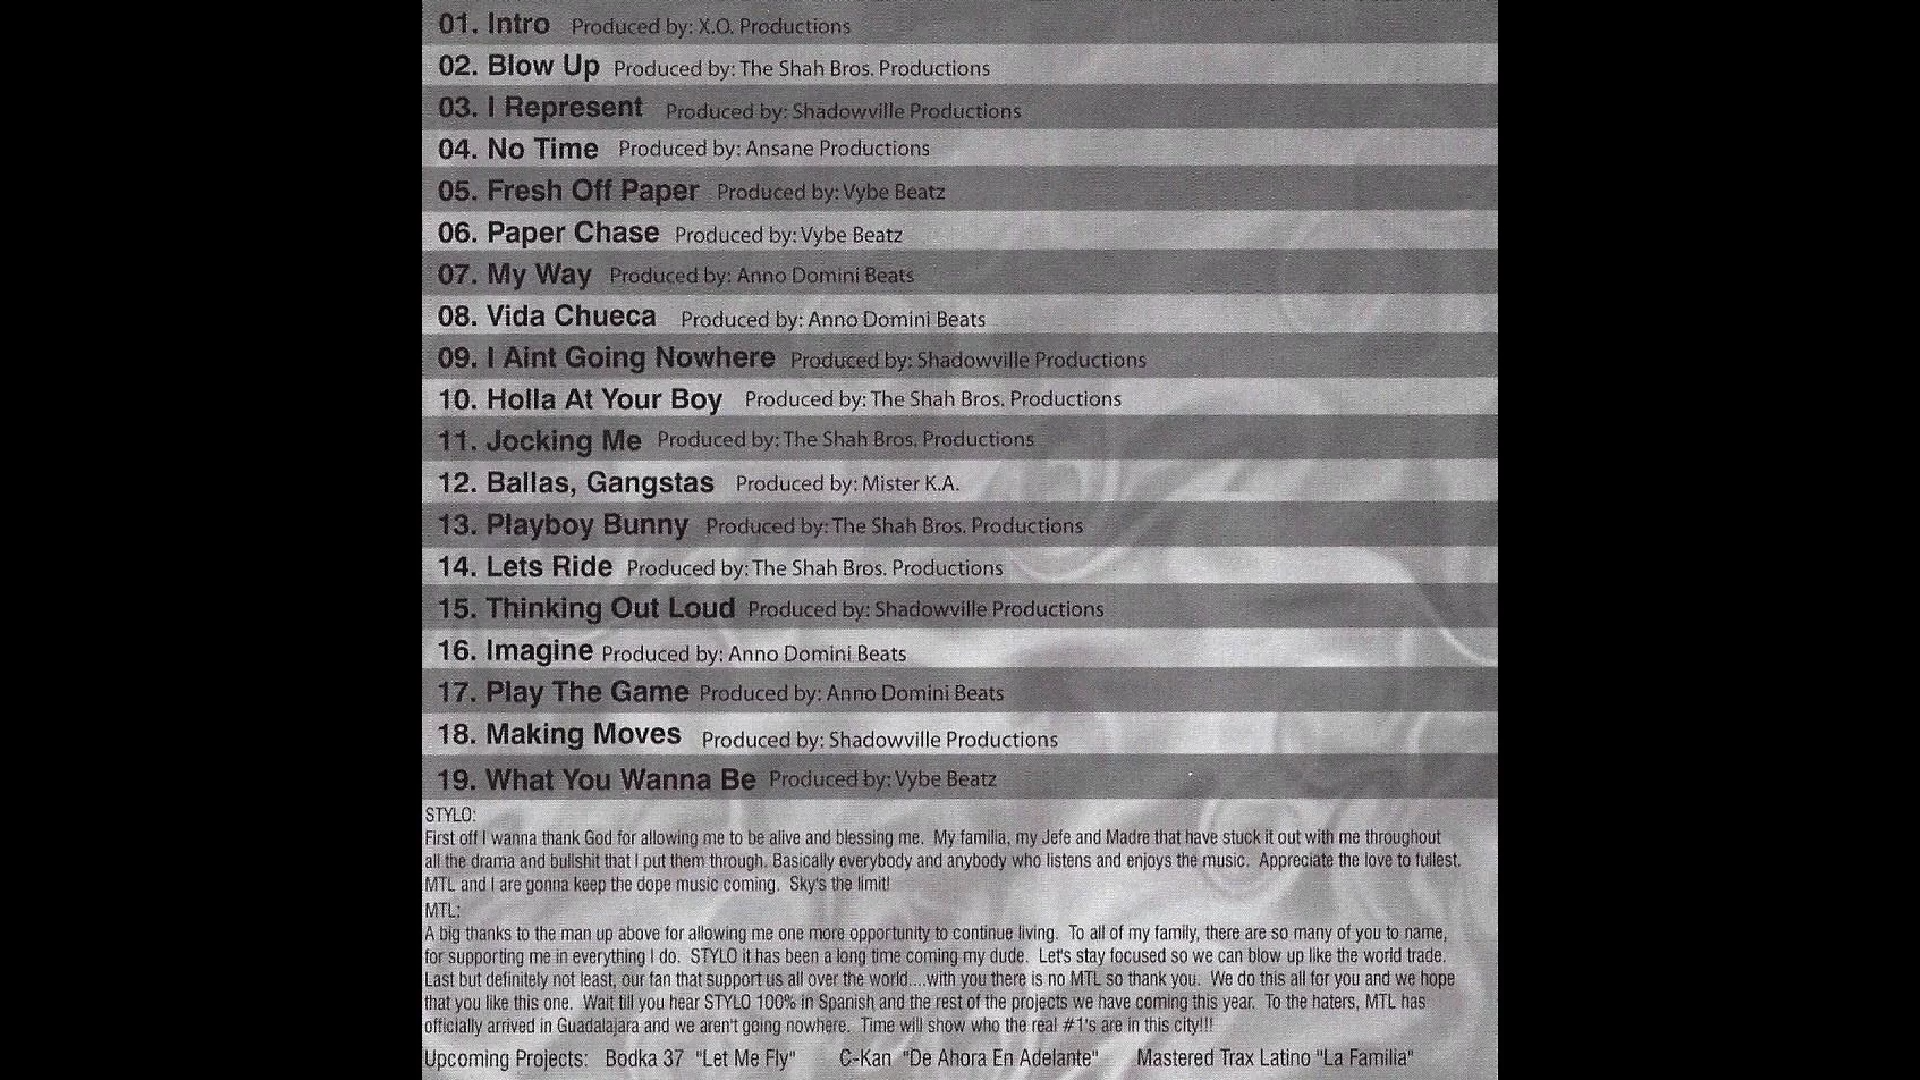 01. Intro Produced by: X.O. Productions
02. Blow Up Produced by: The Shah Bros. Productions
03. I Represent Produced by: Shadowville Productions
04. No Time Produced by: Ansane Productions
05. Fresh Off Paper Produced by: Vybe Beatz
06. Paper Chase Produced by: Vybe Beatz
07. My Way Produced by: Anno Domini Beats
08. Vida Chueca Produced by: Anno Domini Beats
09. I Aint Going Nowhere Produced by: Shadowville Productions
10. Holla At Your Boy Produced by: The Shah Bros. Productions
11. Jocking Me Produced by: The Shah Bros. Productions
12. Ballas, Gangstas Produced by: Mister K.A.
13. Playboy Bunny Produced by: The Shah Bros. Productions
14. Lets Ride Produced by: The Shah Bros. Productions
15. Thinking Out Loud Produced by: Shadowville Productions
16. Imagine Produced by: Anno Domini Beats
17. Play The Game Produced by: Anno Domini Beats
18. Making Moves Produced by: Shadowville Productions
19. What You Wanna Be Produced by: Vybe Beatz
STYLO:
First off I wanna thank God for allowing me to be alive and blessing me. My familia, my Jefe and Madre that have stuck it out with me throughout
all the drama and bullshit that I put them through. Basically everybody and anybody who listens and enjoys the music. Appreciate the love to fullest.
MTL and I are gonna keep the dope music coming. Sky's the limit!
MTL:
A big thanks to the man up above for allowing me one more opportunity to continue living. To all of my family, there are so many of you to name,
for supporting me in everything I do. STYLO it has been a long time coming my dude. Let's stay focused so we can blow up like the world trade.
Last but definitely not least, our fan that support us all over the world....with you there is no MTL so thank you. We do this all for you and we hope
that you like this one. Wait till you hear STYLO 100% in Spanish and the rest of the projects we have coming this year. To the haters, MTL has
officially arrived in Guadalajara and we aren't going nowhere. Time will show who the real #1's are in this city!!!
Upcoming Projects: Bodka 37 "Let Me Fly" C-Kan "De Ahora En Adelante" Mastered Trax Latino "La Familia"